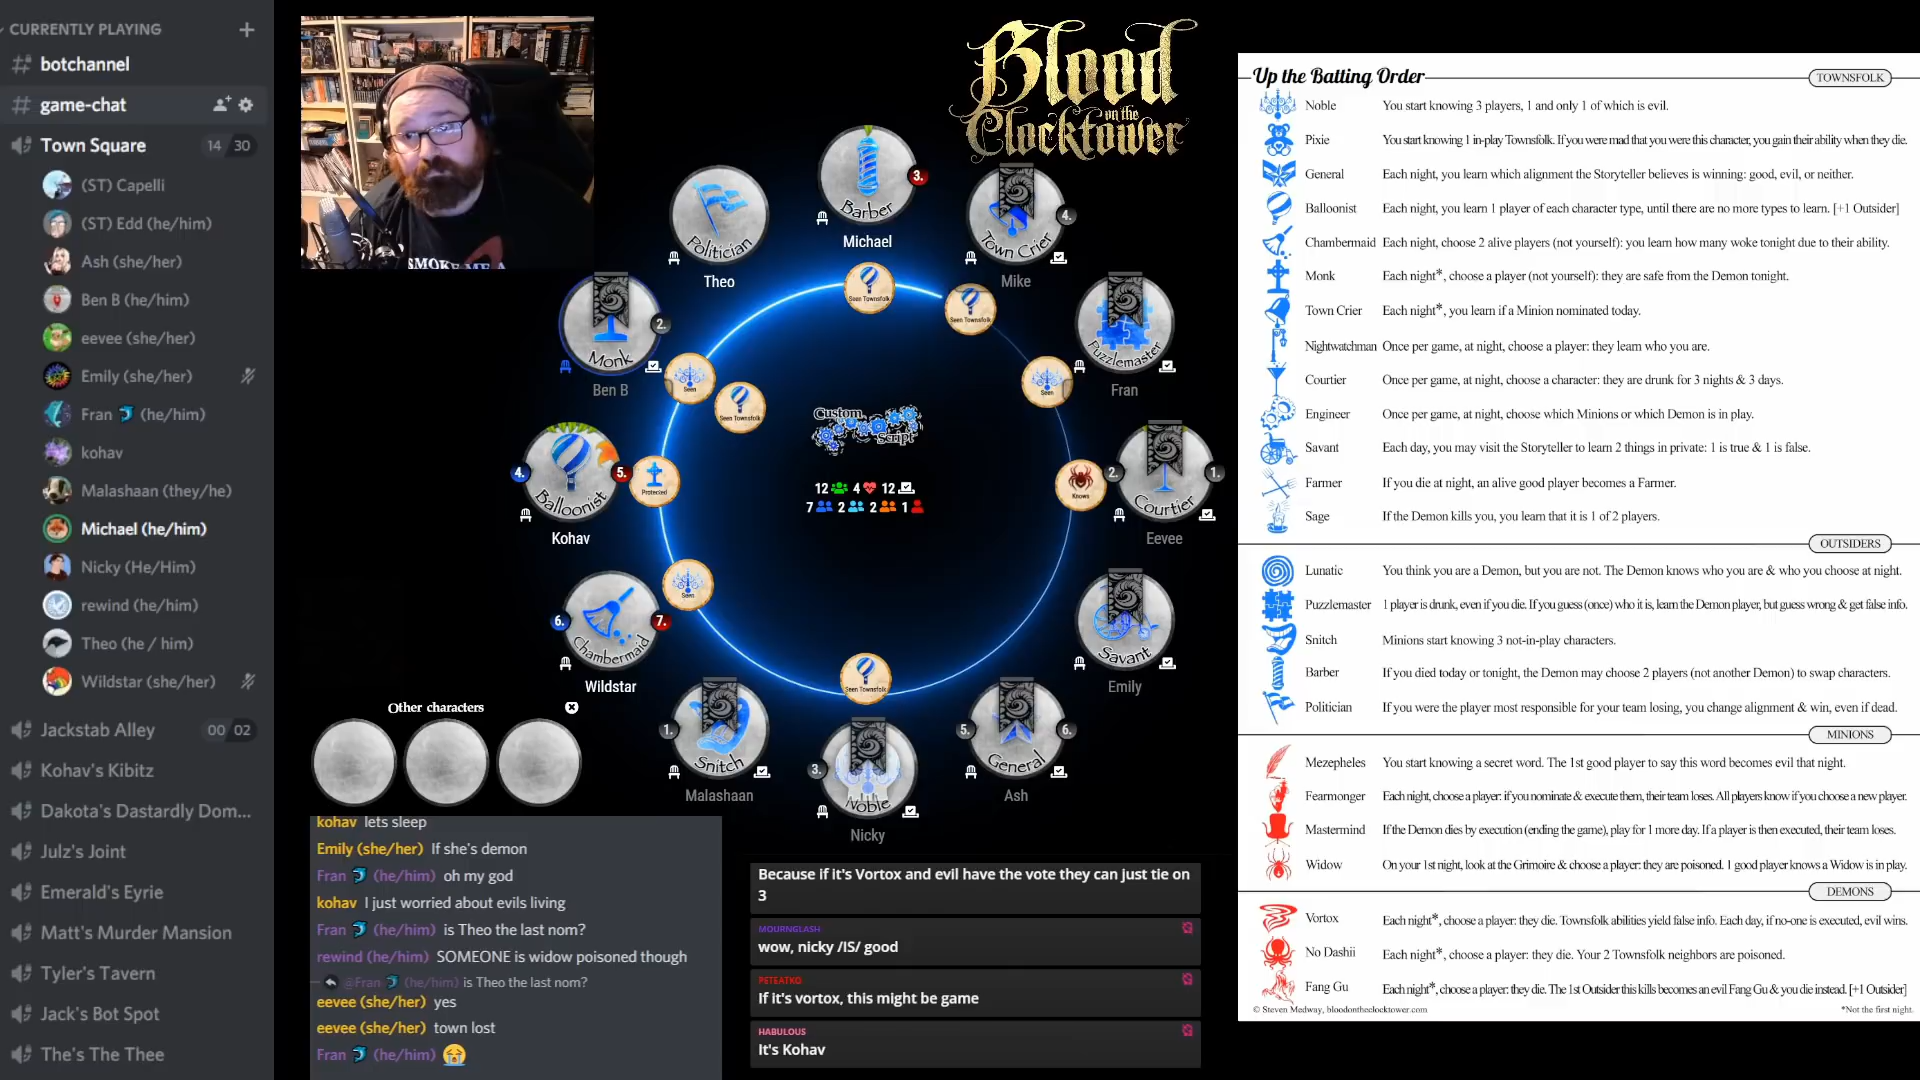 CURRENTLY PLAYING
botchannel
game-chat
Town Square 14 30
(ST) Capelli
(ST) Edd (he/him)
Ash (she/her)
Ben B (he/him)
eevee (she/her)
Emily (she/her)
Fran (he/him)
kohav
Malashaan (they/he)
Michael (he/him)
Nicky (He/Him)
rewind (he/him)
Theo (he / him)
Wildstar (she/her)
Jackstab Alley 00 02
Kohav's Kibitz
Dakota's Dastardly Dom...
Julz's Joint
Emerald's Eyrie
Matt's Murder Mansion
Tyler's Tavern
Jack's Bot Spot
The's The Thee
SMOKE ME A
Blood
on the
Clocktower
Barber
3.
Michael
Politician
Theo
Town Crier
4.
Mike
Monk
2.
Ben B
Puzzlemaster
Fran
Balloonist
4.
5.
Kohav
Courtier
2.
1.
Eevee
Chambermaid
6.
7.
Wildstar
Savant
Emily
Snitch
1.
Malashaan
Noble
3.
Nicky
General
5.
6.
Ash
Seen Townsfolk
Seen Townsfolk
Seen
Seen Townsfolk
Seen
Protected
Knows
Seen
Seen Townsfolk
Custom
Script
12 4 12
7 2 2 1
Other characters
kohav lets sleep
Emily (she/her) If she's demon
Fran (he/him) oh my god
kohav I just worried about evils living
Fran (he/him) is Theo the last nom?
rewind (he/him) SOMEONE is widow poisoned though
@Fran (he/him) is Theo the last nom?
eevee (she/her) yes
eevee (she/her) town lost
Fran (he/him)
Because if it's Vortox and evil have the vote they can just tie on
3
MOURNGLASH
wow, nicky /IS/ good
PETEATKO
If it's vortox, this might be game
HABULOUS
It's Kohav
Up the Batting Order
TOWNSFOLK
Noble You start knowing 3 players, 1 and only 1 of which is evil.
Pixie You start knowing 1 in-play Townsfolk. If you were mad that you were this character, you gain their ability when they die.
General Each night, you learn which alignment the Storyteller believes is winning: good, evil, or neither.
Balloonist Each night, you learn 1 player of each character type, until there are no more types to learn. [+1 Outsider]
Chambermaid Each night, choose 2 alive players (not yourself): you learn how many woke tonight due to their ability.
Monk Each night*, choose a player (not yourself): they are safe from the Demon tonight.
Town Crier Each night*, you learn if a Minion nominated today.
Nightwatchman Once per game, at night, choose a player: they learn who you are.
Courtier Once per game, at night, choose a character: they are drunk for 3 nights & 3 days.
Engineer Once per game, at night, choose which Minions or which Demon is in play.
Savant Each day, you may visit the Storyteller to learn 2 things in private: 1 is true & 1 is false.
Farmer If you die at night, an alive good player becomes a Farmer.
Sage If the Demon kills you, you learn that it is 1 of 2 players.
OUTSIDERS
Lunatic You think you are a Demon, but you are not. The Demon knows who you are & who you choose at night.
Puzzlemaster 1 player is drunk, even if you die. If you guess (once) who it is, learn the Demon player, but guess wrong & get false info.
Snitch Minions start knowing 3 not-in-play characters.
Barber If you died today or tonight, the Demon may choose 2 players (not another Demon) to swap characters.
Politician If you were the player most responsible for your team losing, you change alignment & win, even if dead.
MINIONS
Mezepheles You start knowing a secret word. The 1st good player to say this word becomes evil that night.
Fearmonger Each night, choose a player: if you nominate & execute them, their team loses. All players know if you choose a new player.
Mastermind If the Demon dies by execution (ending the game), play for 1 more day. If a player is then executed, their team loses.
Widow On your 1st night, look at the Grimoire & choose a player: they are poisoned. 1 good player knows a Widow is in play.
DEMONS
Vortox Each night*, choose a player: they die. Townsfolk abilities yield false info. Each day, if no-one is executed, evil wins.
No Dashii Each night*, choose a player: they die. Your 2 Townsfolk neighbors are poisoned.
Fang Gu Each night*, choose a player: they die. The 1st Outsider this kills becomes an evil Fang Gu & you die instead. [+1 Outsider]
© Steven Medway, bloodontheclocktower.com *Not the first night.